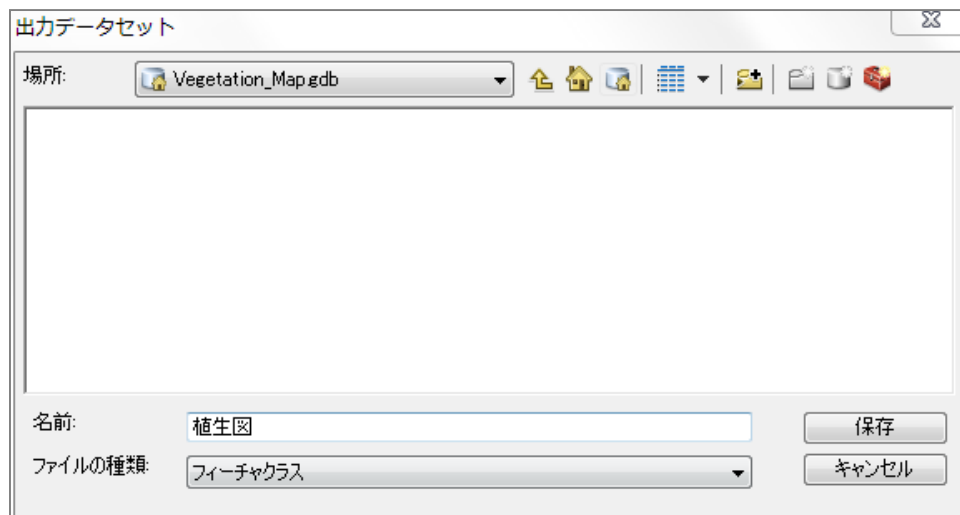 出力データセット
場所: Vegetation_Map.gdb
名前: 植生図 保存
ファイルの種類: フィーチャクラス キャンセル